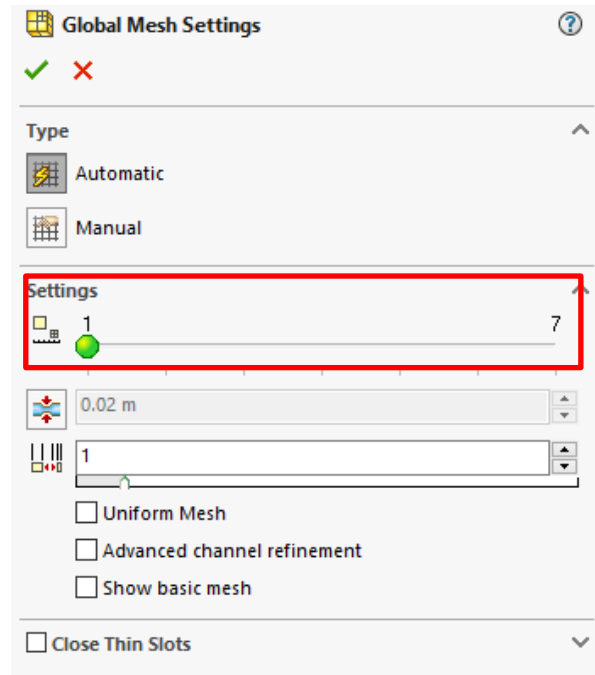 Global Mesh Settings
Type
Automatic
Manual
Settings
1 7
0.02 m
1
Uniform Mesh
Advanced channel refinement
Show basic mesh
Close Thin Slots